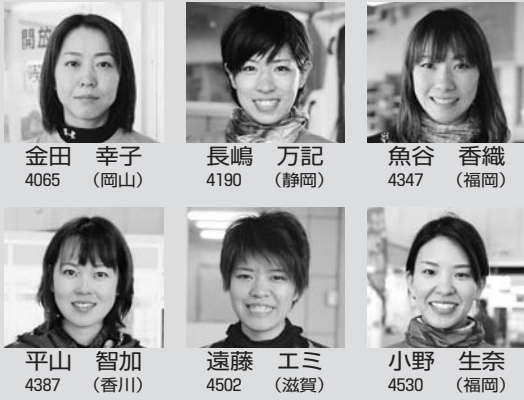 金田 幸子
4065 (岡山)
長嶋 万記
4190 (静岡)
魚谷 香織
4347 (福岡)
平山 智加
4387 (香川)
遠藤 エミ
4502 (滋賀)
小野 生奈
4530 (福岡)